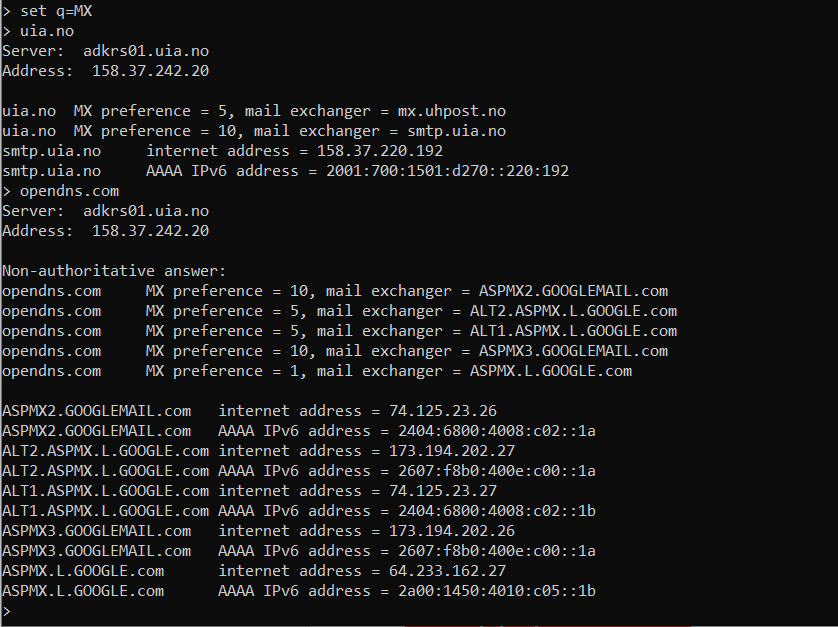 > set q=MX
> uia.no
Server:  adkrs01.uia.no
Address:  158.37.242.20

uia.no  MX preference = 5, mail exchanger = mx.uhpost.no
uia.no  MX preference = 10, mail exchanger = smtp.uia.no
smtp.uia.no     internet address = 158.37.220.192
smtp.uia.no     AAAA IPv6 address = 2001:700:1501:d270::220:192
> opendns.com
Server:  adkrs01.uia.no
Address:  158.37.242.20

Non-authoritative answer:
opendns.com     MX preference = 10, mail exchanger = ASPMX2.GOOGLEMAIL.com
opendns.com     MX preference = 5, mail exchanger = ALT2.ASPMX.L.GOOGLE.com
opendns.com     MX preference = 5, mail exchanger = ALT1.ASPMX.L.GOOGLE.com
opendns.com     MX preference = 10, mail exchanger = ASPMX3.GOOGLEMAIL.com
opendns.com     MX preference = 1, mail exchanger = ASPMX.L.GOOGLE.com

ASPMX2.GOOGLEMAIL.com   internet address = 74.125.23.26
ASPMX2.GOOGLEMAIL.com   AAAA IPv6 address = 2404:6800:4008:c02::1a
ALT2.ASPMX.L.GOOGLE.com internet address = 173.194.202.27
ALT2.ASPMX.L.GOOGLE.com AAAA IPv6 address = 2607:f8b0:400e:c00::1a
ALT1.ASPMX.L.GOOGLE.com internet address = 74.125.23.27
ALT1.ASPMX.L.GOOGLE.com AAAA IPv6 address = 2404:6800:4008:c02::1b
ASPMX3.GOOGLEMAIL.com   internet address = 173.194.202.26
ASPMX3.GOOGLEMAIL.com   AAAA IPv6 address = 2607:f8b0:400e:c00::1a
ASPMX.L.GOOGLE.com      internet address = 64.233.162.27
ASPMX.L.GOOGLE.com      AAAA IPv6 address = 2a00:1450:4010:c05::1b
>